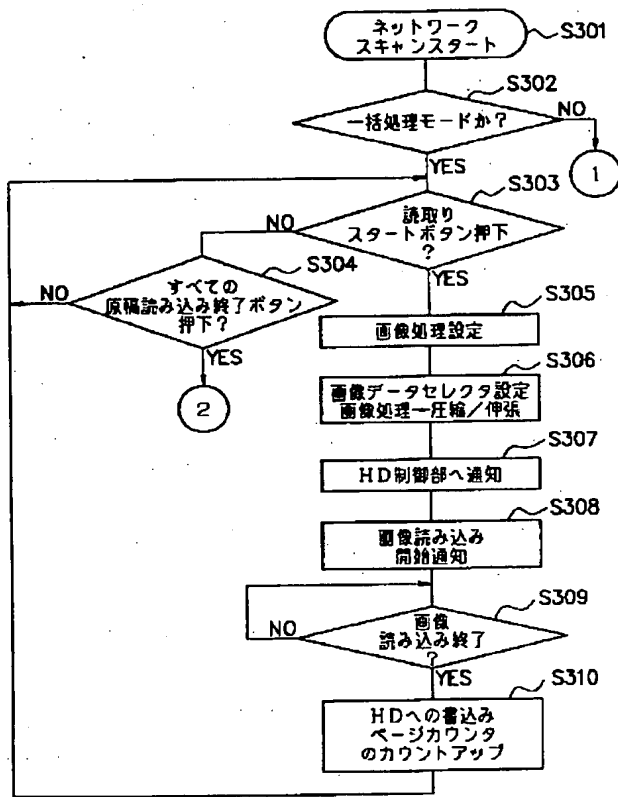 ネットワーク
スキャンスタート
S301
S302
一括処理モードか?
NO
1
YES
S303
読取り
スタートボタン押下
?
NO
YES
S304
すべての
原稿読み込み終了ボタン
押下?
NO
YES
2
S305
画像処理設定
S306
画像データセレクタ設定
画像処理→圧縮/伸張
S307
HD制御部へ通知
S308
画像読み込み
開始通知
S309
画像
読み込み終了
?
NO
YES
S310
HDへの書込み
ページカウンタ
のカウントアップ